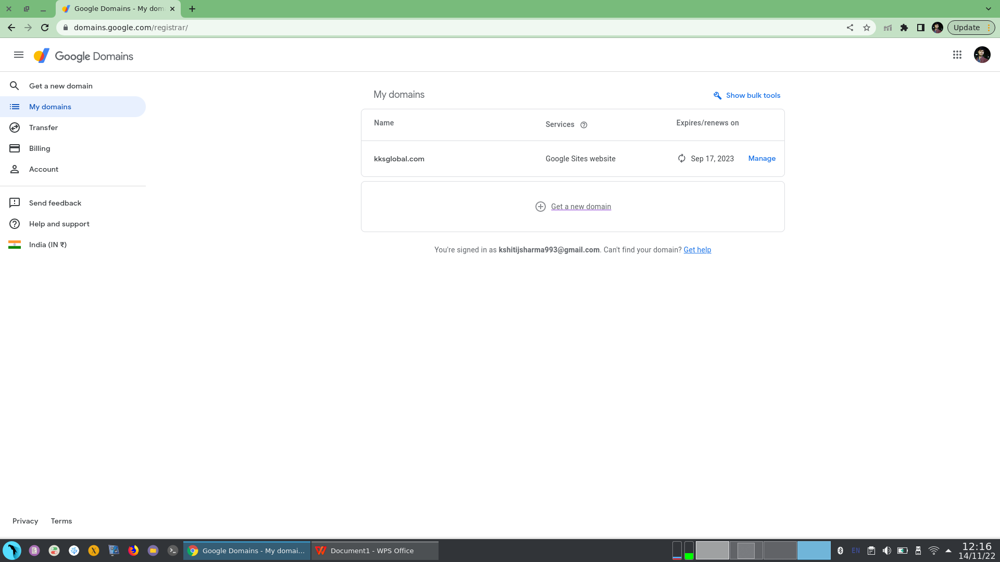 Google Domains - My dom
domains.google.com/registrar/
Update
Google Domains
Get a new domain
My domains
Transfer
Billing
Account
Send feedback
Help and support
India (IN ₹)
My domains
Show bulk tools
Name Services Expires/renews on
kksglobal.com Google Sites website Sep 17, 2023 Manage
Get a new domain
You're signed in as kshitijsharma993@gmail.com. Can't find your domain? Get help
Privacy Terms
Google Domains - My domai...
Document1 - WPS Office
EN
12:16
14/11/22